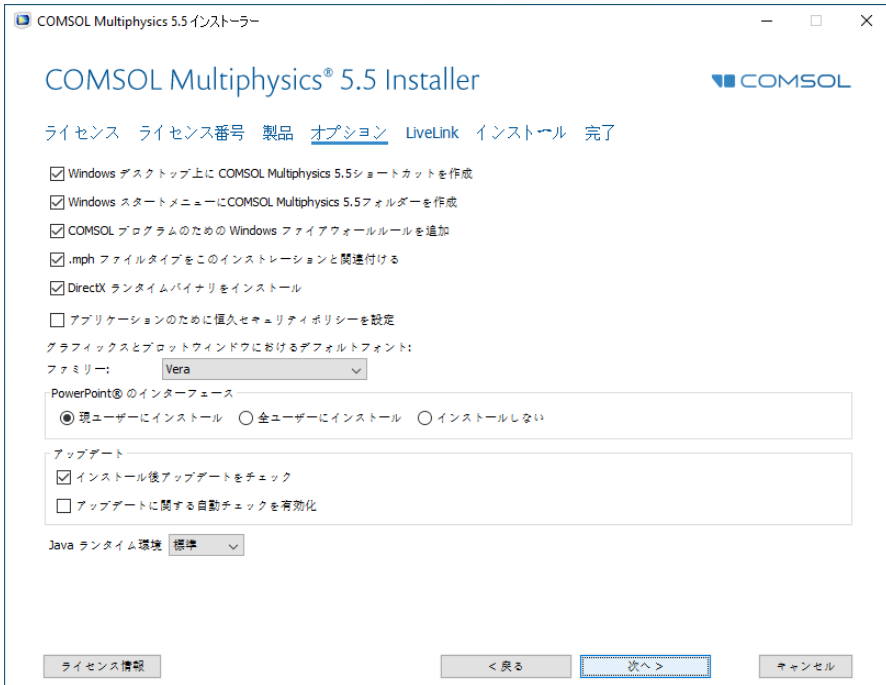 COMSOL Multiphysics 5.5 インストーラー
COMSOL Multiphysics® 5.5 Installer
COMSOL
ライセンス ライセンス番号 製品 オプション LiveLink インストール 完了
Windows デスクトップ上に COMSOL Multiphysics 5.5ショートカットを作成
Windows スタートメニューにCOMSOL Multiphysics 5.5フォルダーを作成
COMSOL プログラムのための Windows ファイアウォールルールを追加
.mph ファイルタイプをこのインストレーションと関連付ける
DirectX ランタイムバイナリをインストール
アプリケーションのために恒久セキュリティポリシーを設定
グラフィックスとプロットウィンドウにおけるデフォルトフォント:
ファミリー: Vera
PowerPoint® のインターフェース
現ユーザーにインストール 全ユーザーにインストール インストールしない
アップデート
インストール後アップデートをチェック
アップデートに関する自動チェックを有効化
Java ランタイム環境 標準
ライセンス情報 < 戻る 次へ > キャンセル